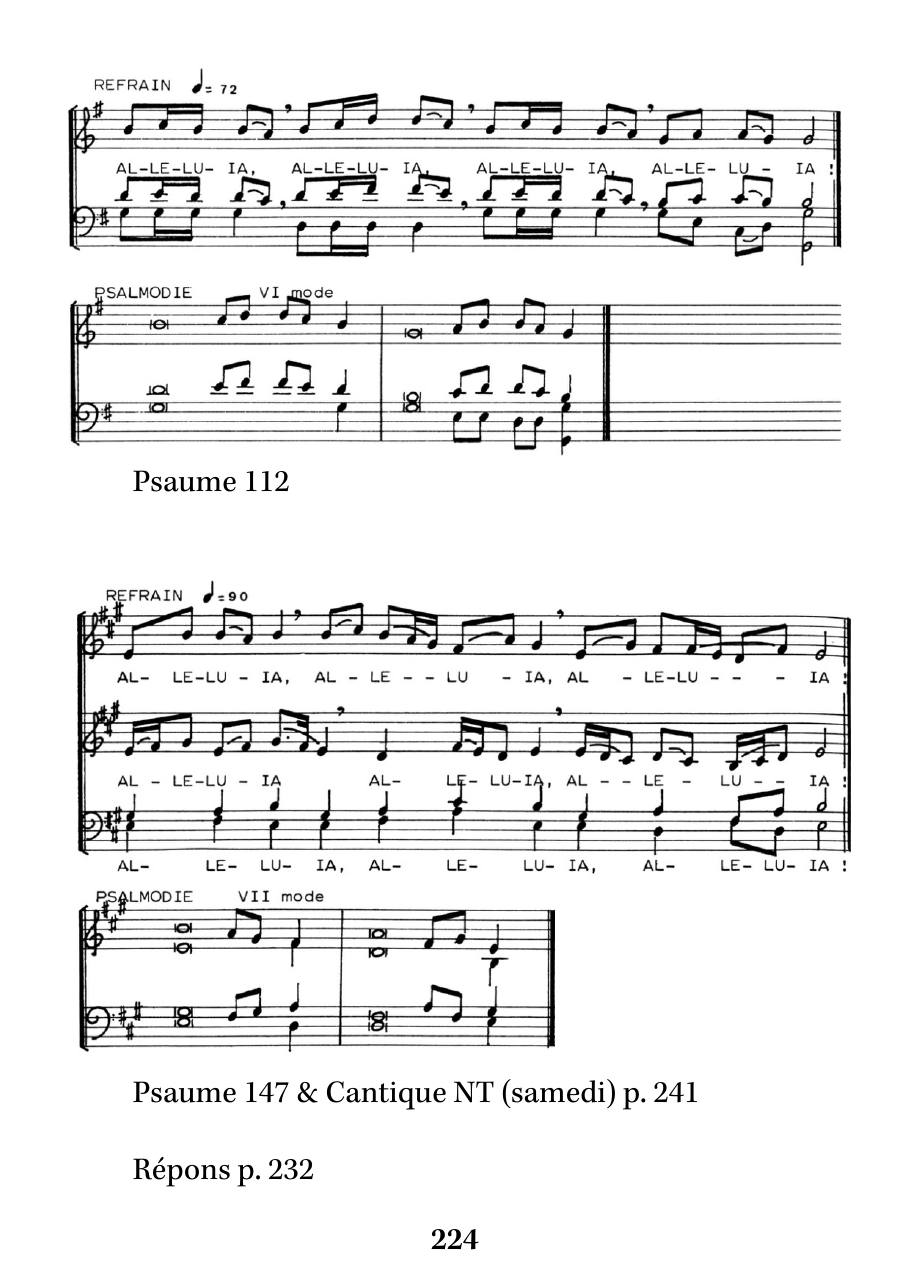 REFRAIN ♩= 72
AL-LE-LU- IA, AL-LE-LU- IA, AL-LE-LU- IA, AL-LE- LU - IA :
PSALMODIE VI mode
Psaume 112
REFRAIN ♩=90
AL- LE-LU - IA, AL - LE - - LU - IA, AL - LE-LU - - - IA :
AL - LE-LU - IA AL- LE- LU-IA, AL - - LE - LU - - IA :
AL- LE- LU- IA, AL- LE- LU- IA, AL- LE- LU- IA :
PSALMODIE VII mode
Psaume 147 & Cantique NT (samedi) p. 241
Répons p. 232
224